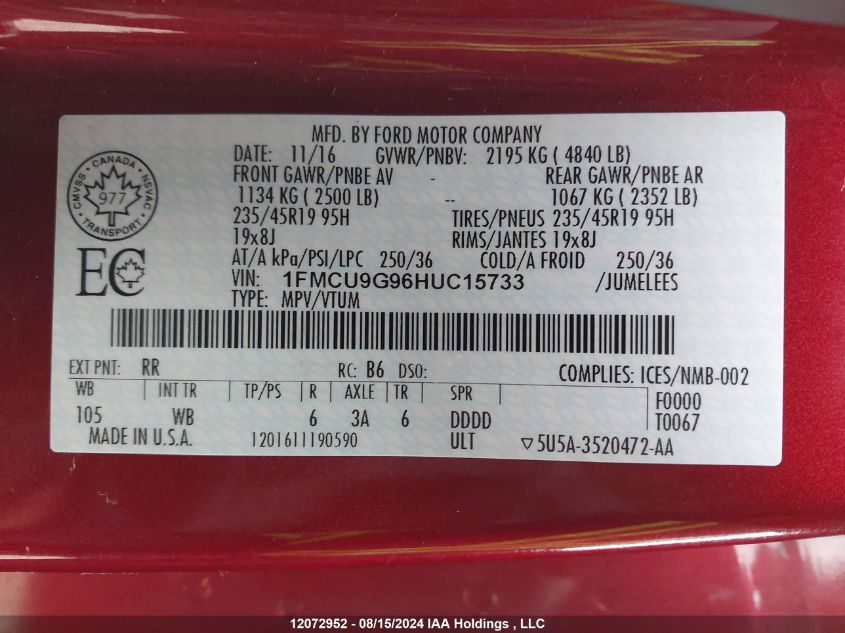 MFD. BY FORD MOTOR COMPANY
DATE: 11/16 GVWR/PNBV: 2195 KG ( 4840 LB)
FRONT GAWR/PNBE AV - REAR GAWR/PNBE AR
1134 KG ( 2500 LB) -- 1067 KG ( 2352 LB)
235/45R19 95H TIRES/PNEUS 235/45R19 95H
19x8J RIMS/JANTES 19x8J
AT/A kPa/PSI/LPC 250/36 COLD/A FROID 250/36
VIN: 1FMCU9G96HUC15733 /JUMELEES
TYPE: MPV/VTUM
CMVSS · CANADA · NSVAC
977
· TRANSPORT ·
EC
EXT PNT: RR RC: B6 DSO: COMPLIES: ICES/NMB-002
WB INT TR TP/PS R AXLE TR SPR F0000
105 WB 6 3A 6 DDDD T0067
MADE IN U.S.A. 1201611190590 ULT ▽5U5A-3520472-AA
12072952 - 08/15/2024 IAA Holdings , LLC